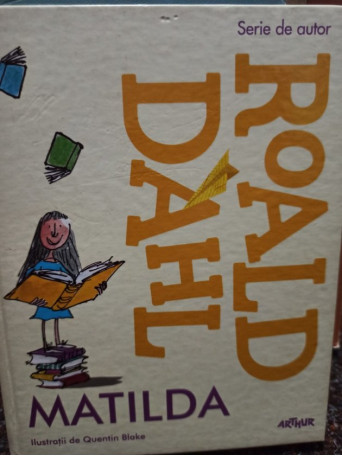 Serie de autor
ROALD
DAHL
MATILDA
Ilustrații de Quentin Blake
ARTHUR